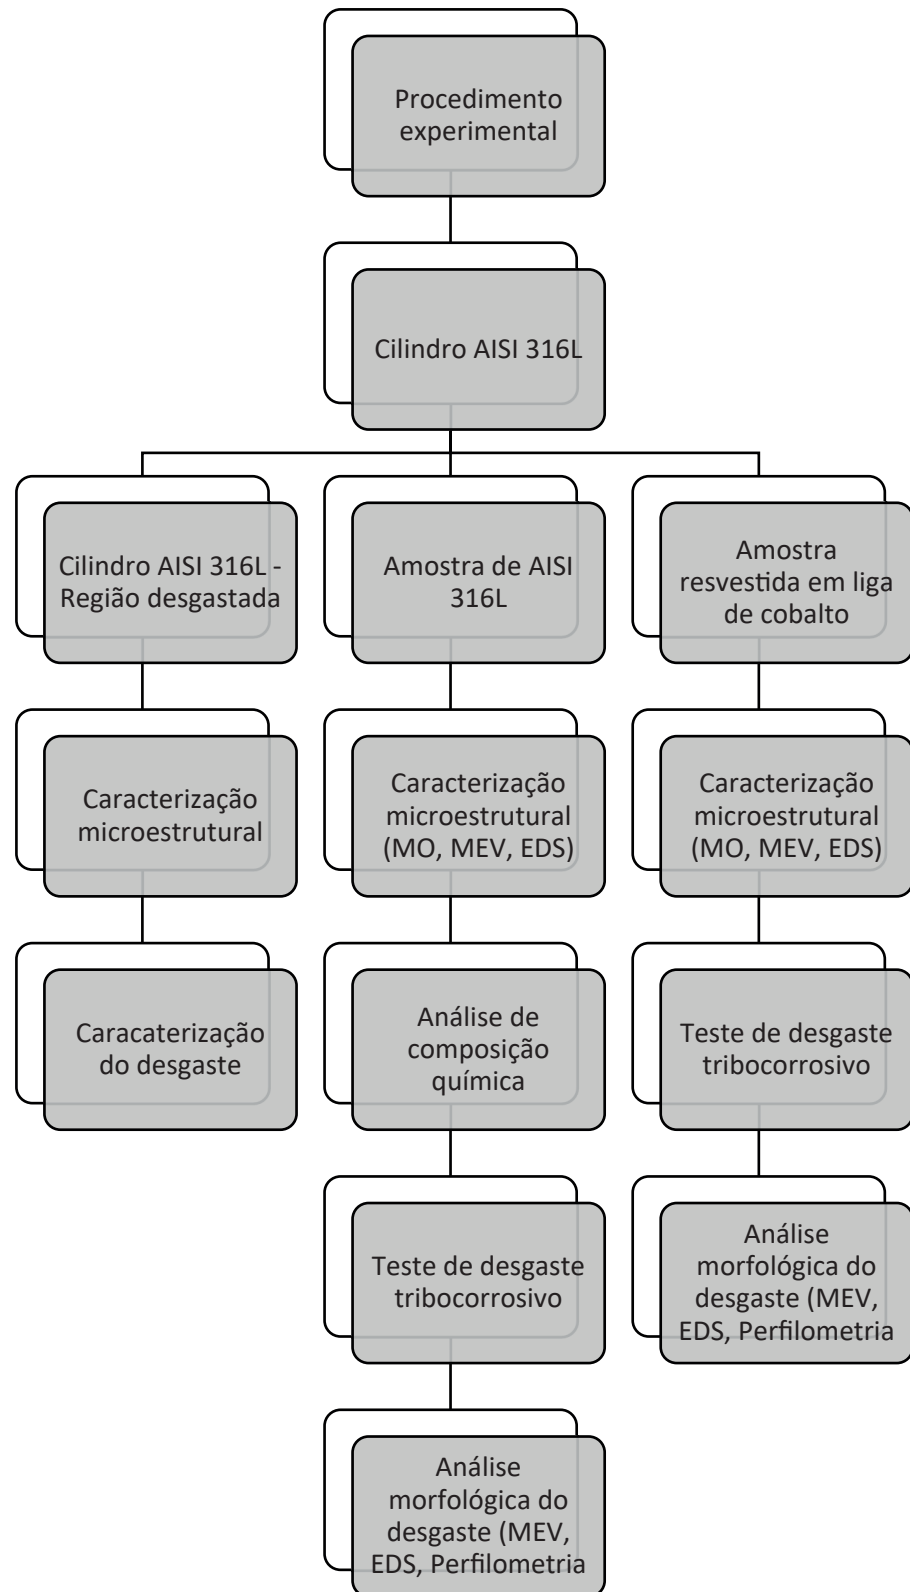 Procedimento
experimental
Cilindro AISI 316L
Cilindro AISI 316L -
Região desgastada
Amostra de AISI
316L
Amostra
resvestida em liga
de cobalto
Caracterização
microestrutural
Caracterização
microestrutural
(MO, MEV, EDS)
Caracterização
microestrutural
(MO, MEV, EDS)
Caracaterização
do desgaste
Análise de
composição
química
Teste de desgaste
tribocorrosivo
Teste de desgaste
tribocorrosivo
Análise
morfológica do
desgaste (MEV,
EDS, Perfilometria
Análise
morfológica do
desgaste (MEV,
EDS, Perfilometria